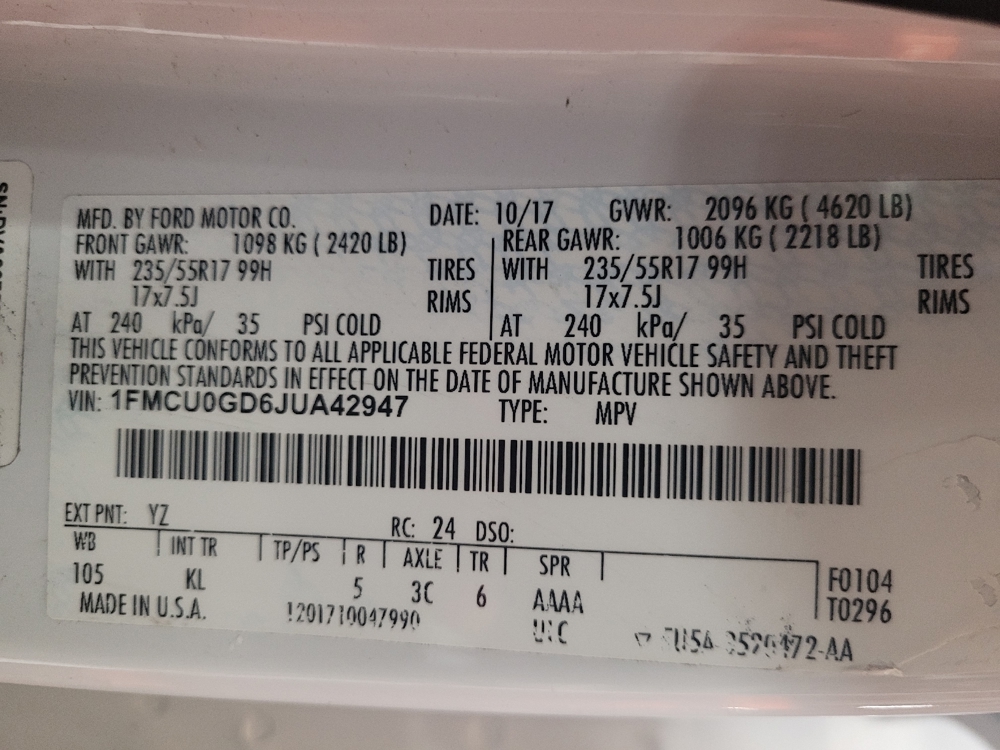 MFD. BY FORD MOTOR CO. DATE: 10/17 GVWR: 2096 KG ( 4620 LB)
FRONT GAWR: 1098 KG ( 2420 LB) REAR GAWR: 1006 KG ( 2218 LB)
WITH 235/55R17 99H TIRES WITH 235/55R17 99H TIRES
17x7.5J RIMS 17x7.5J RIMS
AT 240 kPa/ 35 PSI COLD AT 240 kPa/ 35 PSI COLD
THIS VEHICLE CONFORMS TO ALL APPLICABLE FEDERAL MOTOR VEHICLE SAFETY AND THEFT
PREVENTION STANDARDS IN EFFECT ON THE DATE OF MANUFACTURE SHOWN ABOVE.
VIN: 1FMCU0GD6JUA42947 TYPE: MPV
EXT PNT: YZ RC: 24 DSO:
WB INT TR TP/PS R AXLE TR SPR
105 KL 5 3C 6 AAAA F0104
T0296
MADE IN U.S.A. 1201710047990